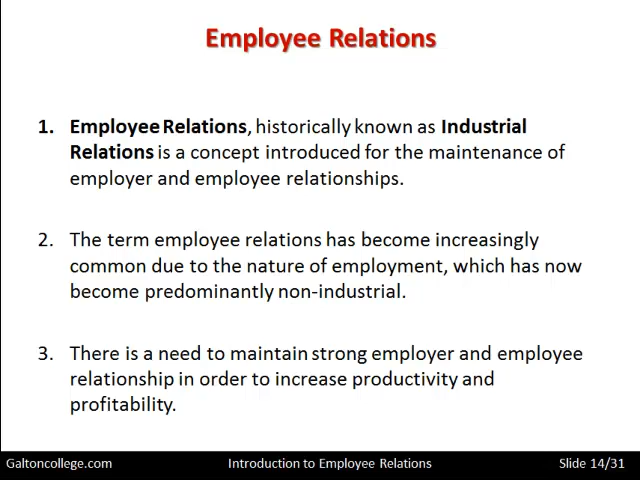 Employee Relations
1. Employee Relations, historically known as Industrial
Relations is a concept introduced for the maintenance of
employer and employee relationships.
2. The term employee relations has become increasingly
common due to the nature of employment, which has now
become predominantly non-industrial.
3. There is a need to maintain strong employer and employee
relationship in order to increase productivity and
profitability.
Galtoncollege.com Introduction to Employee Relations Slide 14/31